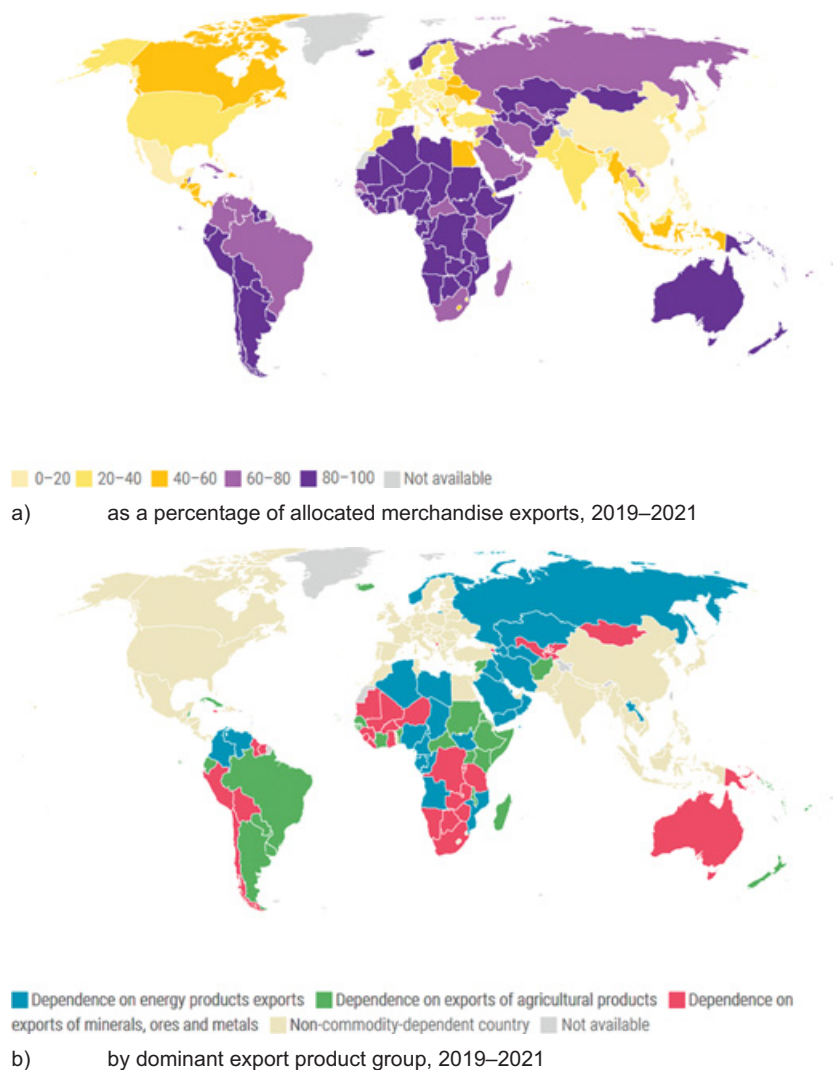 0–20 20–40 40–60 60–80 80–100 Not available
a) as a percentage of allocated merchandise exports, 2019–2021
Dependence on energy products exports Dependence on exports of agricultural products Dependence on
exports of minerals, ores and metals Non-commodity-dependent country Not available
b) by dominant export product group, 2019–2021